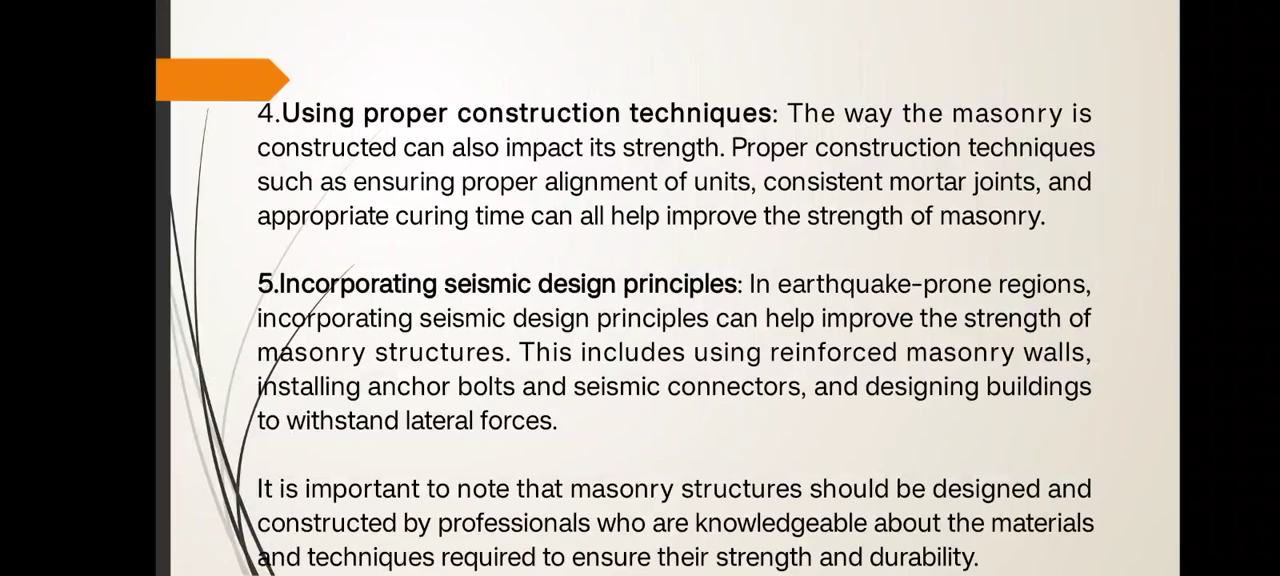 4.Using proper construction techniques: The way the masonry is
constructed can also impact its strength. Proper construction techniques
such as ensuring proper alignment of units, consistent mortar joints, and
appropriate curing time can all help improve the strength of masonry.
5.Incorporating seismic design principles: In earthquake-prone regions,
incorporating seismic design principles can help improve the strength of
masonry structures. This includes using reinforced masonry walls,
installing anchor bolts and seismic connectors, and designing buildings
to withstand lateral forces.
It is important to note that masonry structures should be designed and
constructed by professionals who are knowledgeable about the materials
and techniques required to ensure their strength and durability.